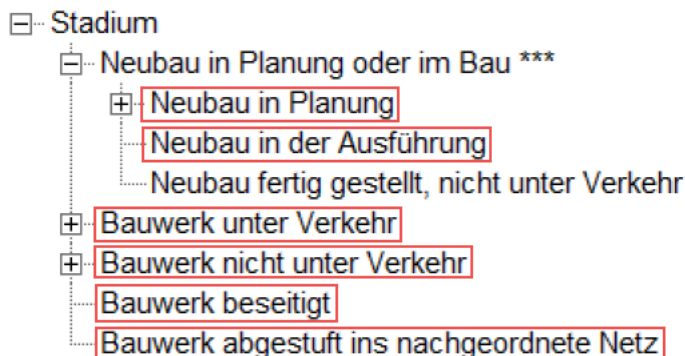 Stadium
Neubau in Planung oder im Bau ***
Neubau in Planung
Neubau in der Ausführung
Neubau fertig gestellt, nicht unter Verkehr
Bauwerk unter Verkehr
Bauwerk nicht unter Verkehr
Bauwerk beseitigt
Bauwerk abgestuft ins nachgeordnete Netz